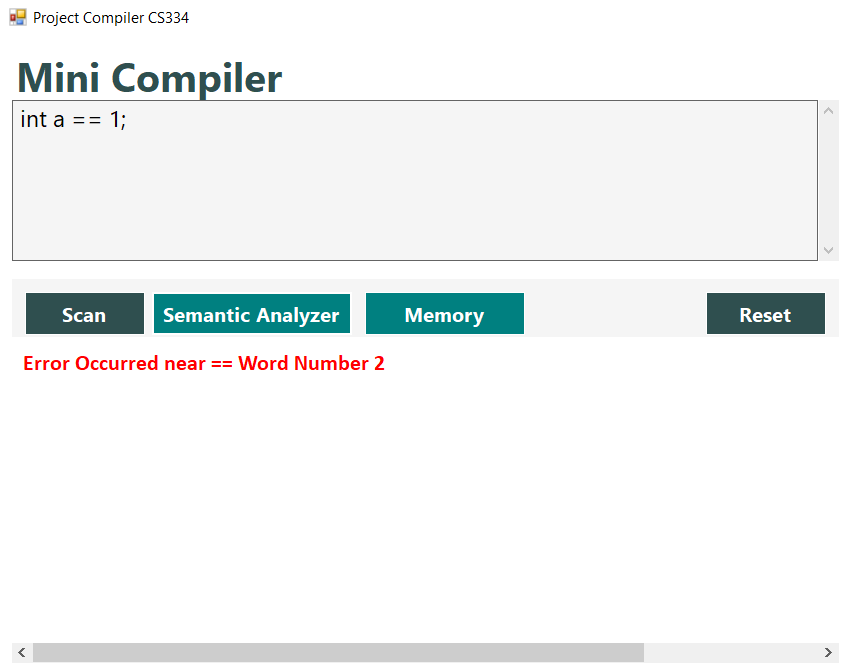 Project Compiler CS334
Mini Compiler
int a == 1;
Scan Semantic Analyzer Memory Reset
Error Occurred near == Word Number 2